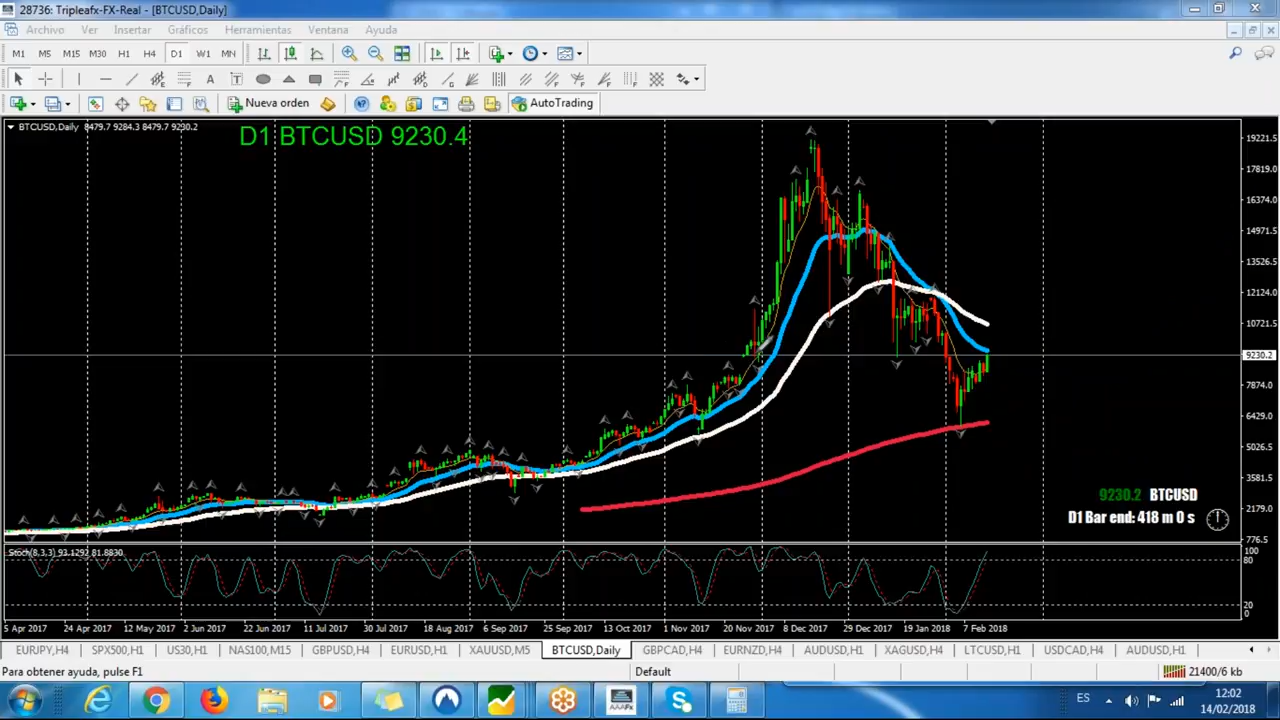 28736: Tripleafx-FX-Real - [BTCUSD,Daily]
Archivo Ver Insertar Gráficos Herramientas Ventana Ayuda
M1 M5 M15 M30 H1 H4 D1 W1 MN
A T
Nueva orden AutoTrading
BTCUSD,Daily 8479.7 9284.3 8479.7 9230.2
D1 BTCUSD 9230.4
19221.5
17819.0
16374.0
14971.5
13526.5
12124.0
10721.5
9230.2
7874.0
6429.0
5026.5
3581.5
2179.0
776.5
9230.2 BTCUSD
D1 Bar end: 418 m 0 s
Stoch(8,3,3) 93.1292 81.8830
100
80
20
0
5 Apr 2017 24 Apr 2017 12 May 2017 2 Jun 2017 22 Jun 2017 11 Jul 2017 30 Jul 2017 18 Aug 2017 6 Sep 2017 25 Sep 2017 13 Oct 2017 1 Nov 2017 20 Nov 2017 8 Dec 2017 29 Dec 2017 19 Jan 2018 7 Feb 2018
EURJPY,H4 SPX500,H1 US30,H1 NAS100,M15 GBPUSD,H4 EURUSD,H1 XAUUSD,M5 BTCUSD,Daily GBPCAD,H4 EURNZD,H4 AUDUSD,H1 XAGUSD,H4 LTCUSD,H1 USDCAD,H4 AUDUSD,H1
Para obtener ayuda, pulse F1 Default 21400/6 kb
ES 12:02
14/02/2018